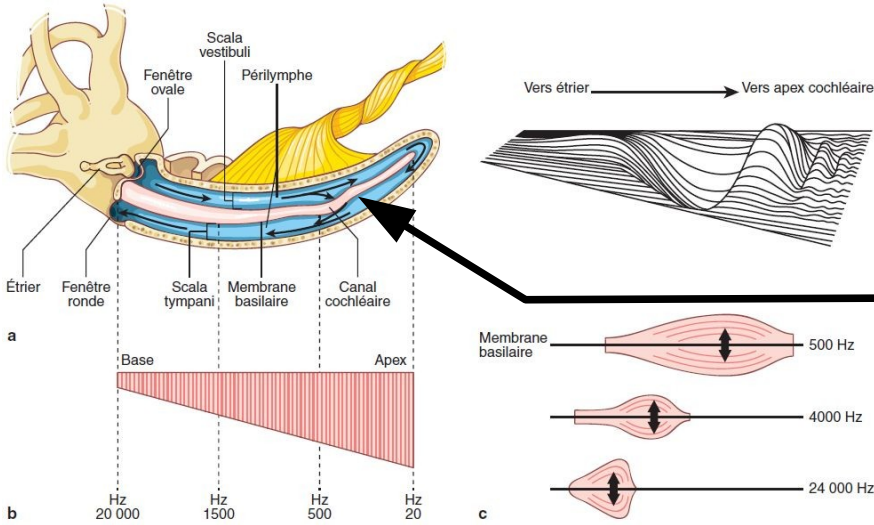 Scala
vestibuli
Fenêtre
ovale
Périlymphe
Étrier
Fenêtre
ronde
Scala
tympani
Membrane
basilaire
Canal
cochléaire
a
Vers étrier
Vers apex cochléaire
Base
Apex
Hz
20 000
Hz
1500
Hz
500
Hz
20
b
Membrane
basilaire
500 Hz
4000 Hz
24 000 Hz
c